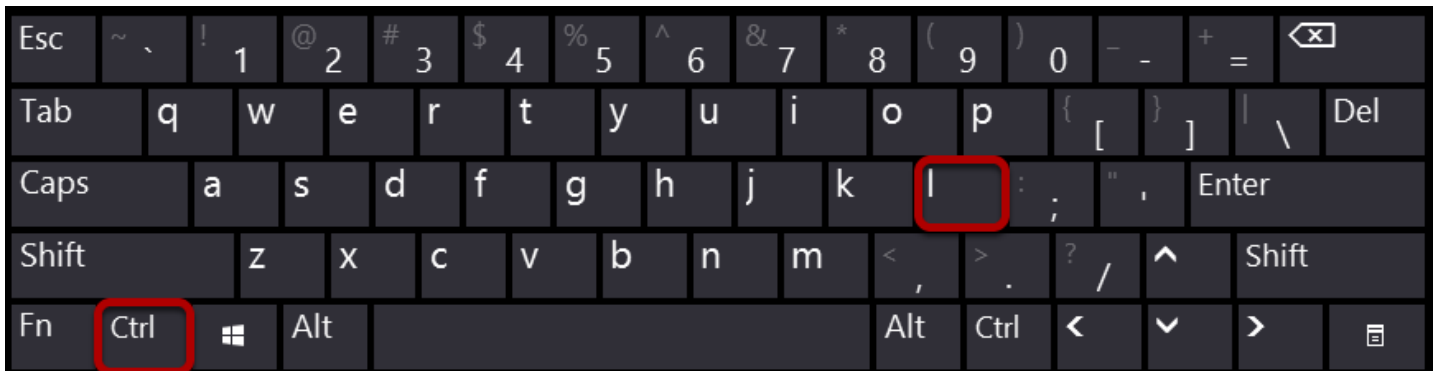 Esc ~ ` ! 1 @ 2 # 3 $ 4 % 5 ^ 6 & 7 * 8 ( 9 ) 0 _ - + =
Tab q w e r t y u i o p { [ } ] | \ Del
Caps a s d f g h j k l : ; " ' Enter
Shift z x c v b n m < , > . ? / Shift
Fn Ctrl Alt Alt Ctrl